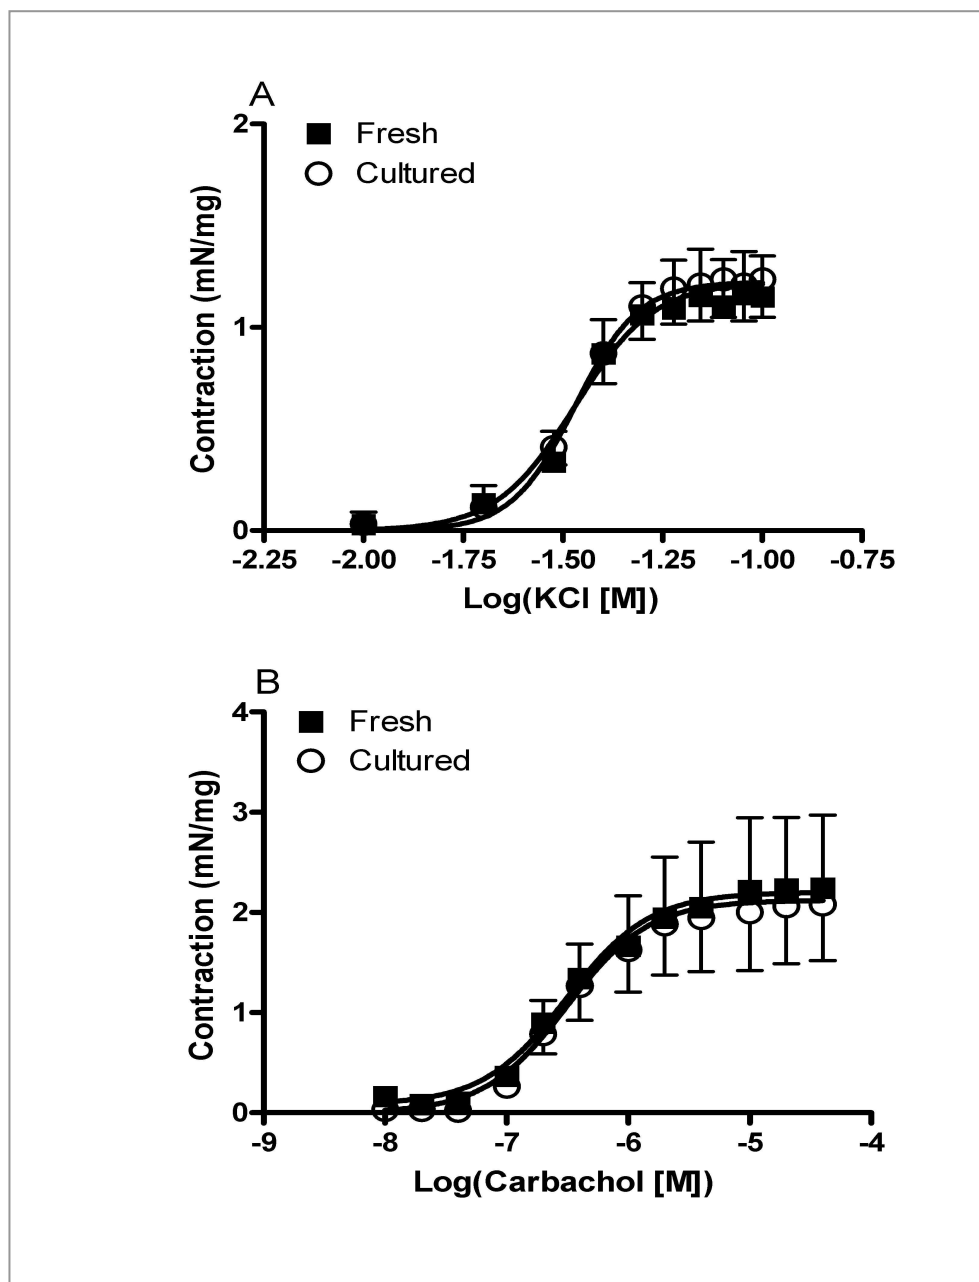 A
2
Fresh
Cultured
Contraction (mN/mg)
1
0
-2.25 -2.00 -1.75 -1.50 -1.25 -1.00 -0.75
Log(KCl [M])
B
4
Fresh
Cultured
3
Contraction (mN/mg)
2
1
0
-9 -8 -7 -6 -5 -4
Log(Carbachol [M])